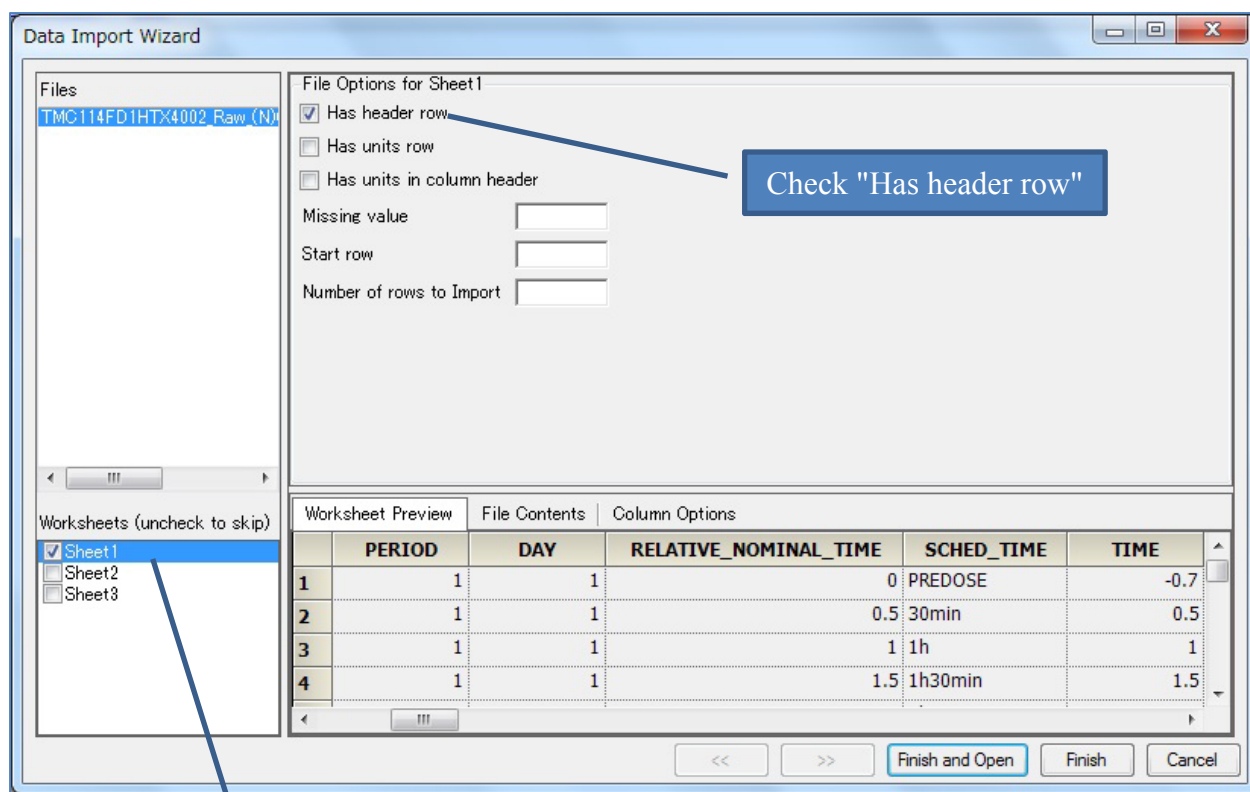 Data Import Wizard
Files
TMC114FD1HTX4002_Raw_(N)
File Options for Sheet1
Has header row
Has units row
Has units in column header
Missing value
Start row
Number of rows to Import
Check "Has header row"
Worksheets (uncheck to skip)
Sheet1
Sheet2
Sheet3
Worksheet Preview File Contents Column Options
PERIOD DAY RELATIVE_NOMINAL_TIME SCHED_TIME TIME
1 1 1 0 PREDOSE -0.7
2 1 1 0.5 30min 0.5
3 1 1 1 1h 1
4 1 1 1.5 1h30min 1.5
<< >> Finish and Open Finish Cancel